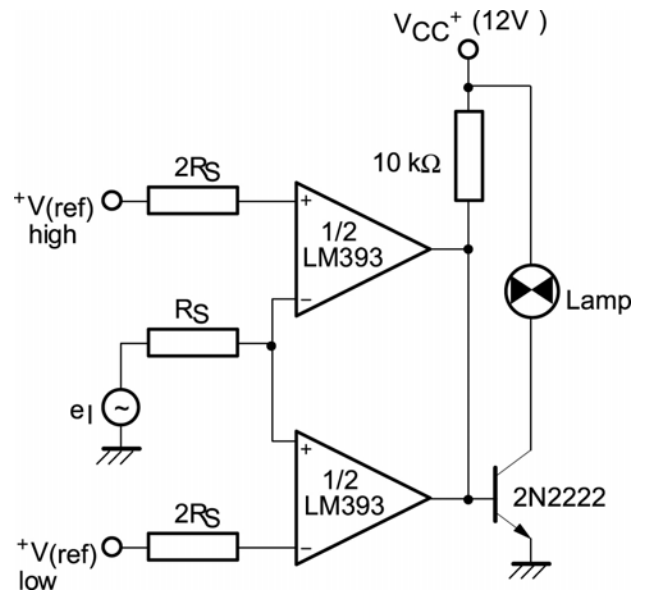 VCC+ (12V )
2RS
10 kΩ
+V(ref)
high
+
1/2
LM393
−
RS
Lamp
eI
~
+
1/2
LM393
−
2N2222
2RS
+V(ref)
low